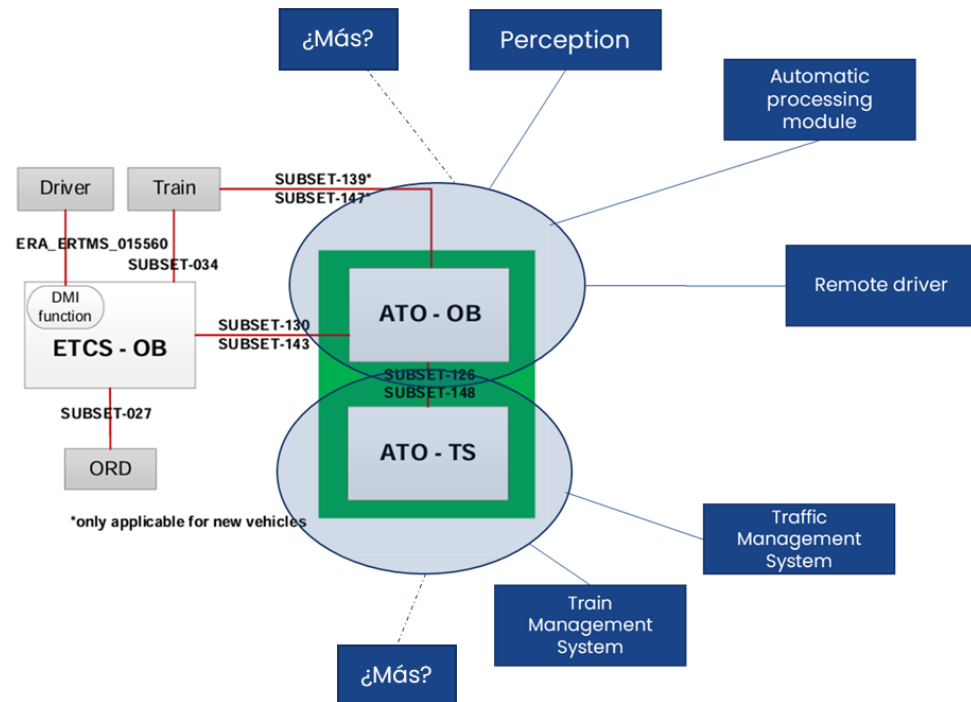 ¿Más?
Perception
Automatic
processing
module
Driver
Train
SUBSET-139*
SUBSET-147*
ERA_ERTMS_015560
SUBSET-034
Remote driver
DMI
function
ETCS - OB
SUBSET-130
SUBSET-143
ATO - OB
SUBSET-126
SUBSET-148
SUBSET-027
ATO - TS
ORD
*only applicable for new vehicles
Traffic
Management
System
Train
Management
System
¿Más?